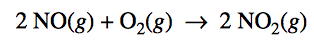 2 NO(g) + O₂(g) → 2 NO₂(g)